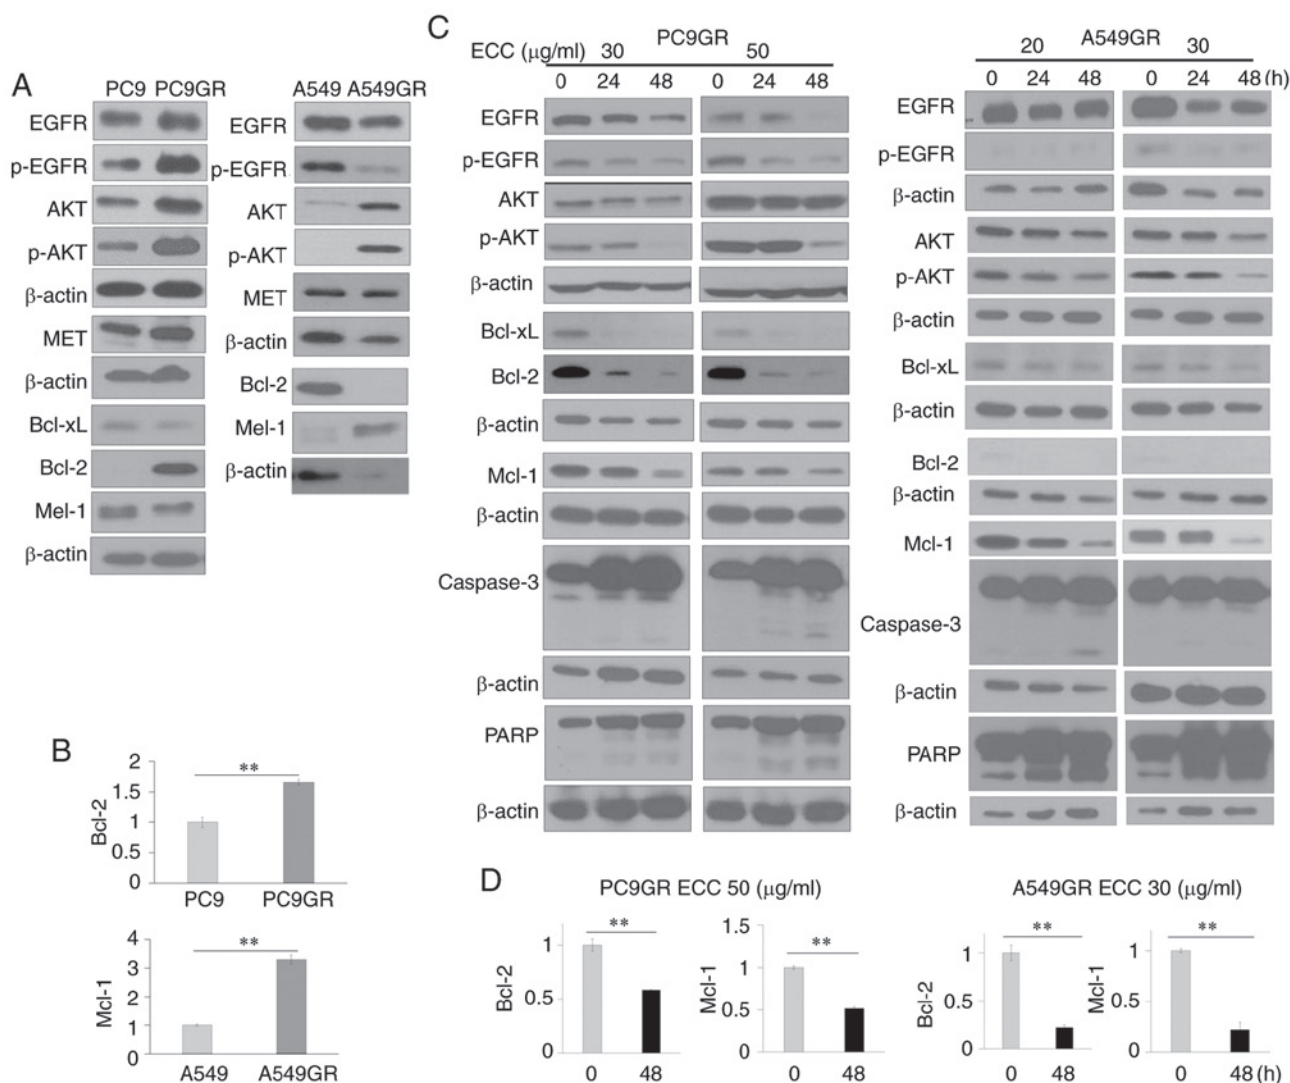 A
PC9 PC9GR
EGFR
p-EGFR
AKT
p-AKT
β-actin
MET
β-actin
Bcl-xL
Bcl-2
Mel-1
β-actin
A549 A549GR
EGFR
p-EGFR
AKT
p-AKT
MET
β-actin
Bcl-2
Mel-1
β-actin
B
Bcl-2
2
1.5
1
0.5
0
**
PC9 PC9GR
Mcl-1
4
3
2
1
0
**
A549 A549GR
C
PC9GR
ECC (μg/ml) 30 50
0 24 48 0 24 48
EGFR
p-EGFR
AKT
p-AKT
β-actin
Bcl-xL
Bcl-2
β-actin
Mcl-1
β-actin
Caspase-3
β-actin
PARP
β-actin
A549GR
20 30
0 24 48 0 24 48 (h)
EGFR
p-EGFR
β-actin
AKT
p-AKT
β-actin
Bcl-xL
β-actin
Bcl-2
β-actin
Mcl-1
Caspase-3
β-actin
PARP
β-actin
D
PC9GR ECC 50 (μg/ml)
Bcl-2
1
0.5
0
**
0 48
Mcl-1
1.5
1
0.5
0
**
0 48
A549GR ECC 30 (μg/ml)
Bcl-2
1
0.5
0
**
0 48
Mcl-1
1
0.5
0
**
0 48 (h)